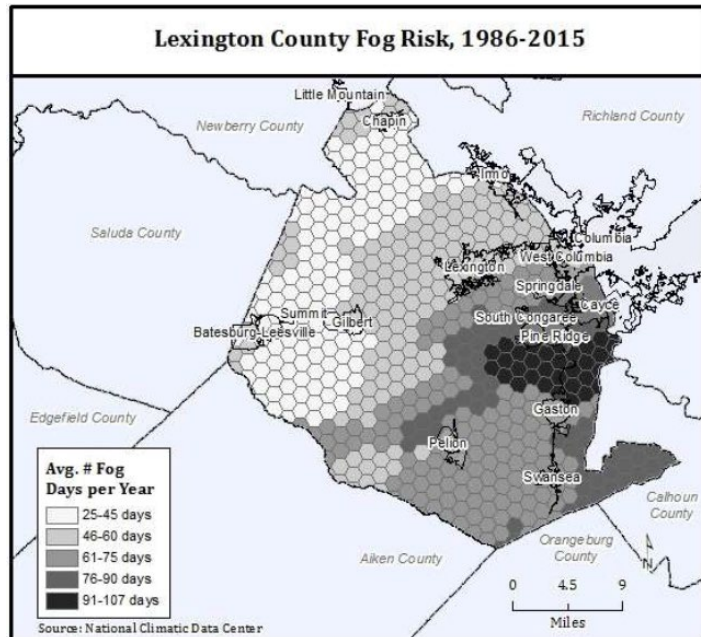 Lexington County Fog Risk, 1986-2015
Little Mountain
Chapin
Newberry County
Richland County
Irmo
Saluda County
Columbia
West Columbia
Lexington
Springdale
Cayce
Summit
Gilbert
South Congaree
Batesburg-Leesville
Pine Ridge
Edgefield County
Gaston
Pelion
Swansea
Calhoun
County
Orangeburg
County
Aiken County
N
Avg. # Fog
Days per Year
25-45 days
46-60 days
61-75 days
76-90 days
91-107 days
0 4.5 9
Miles
Source: National Climatic Data Center